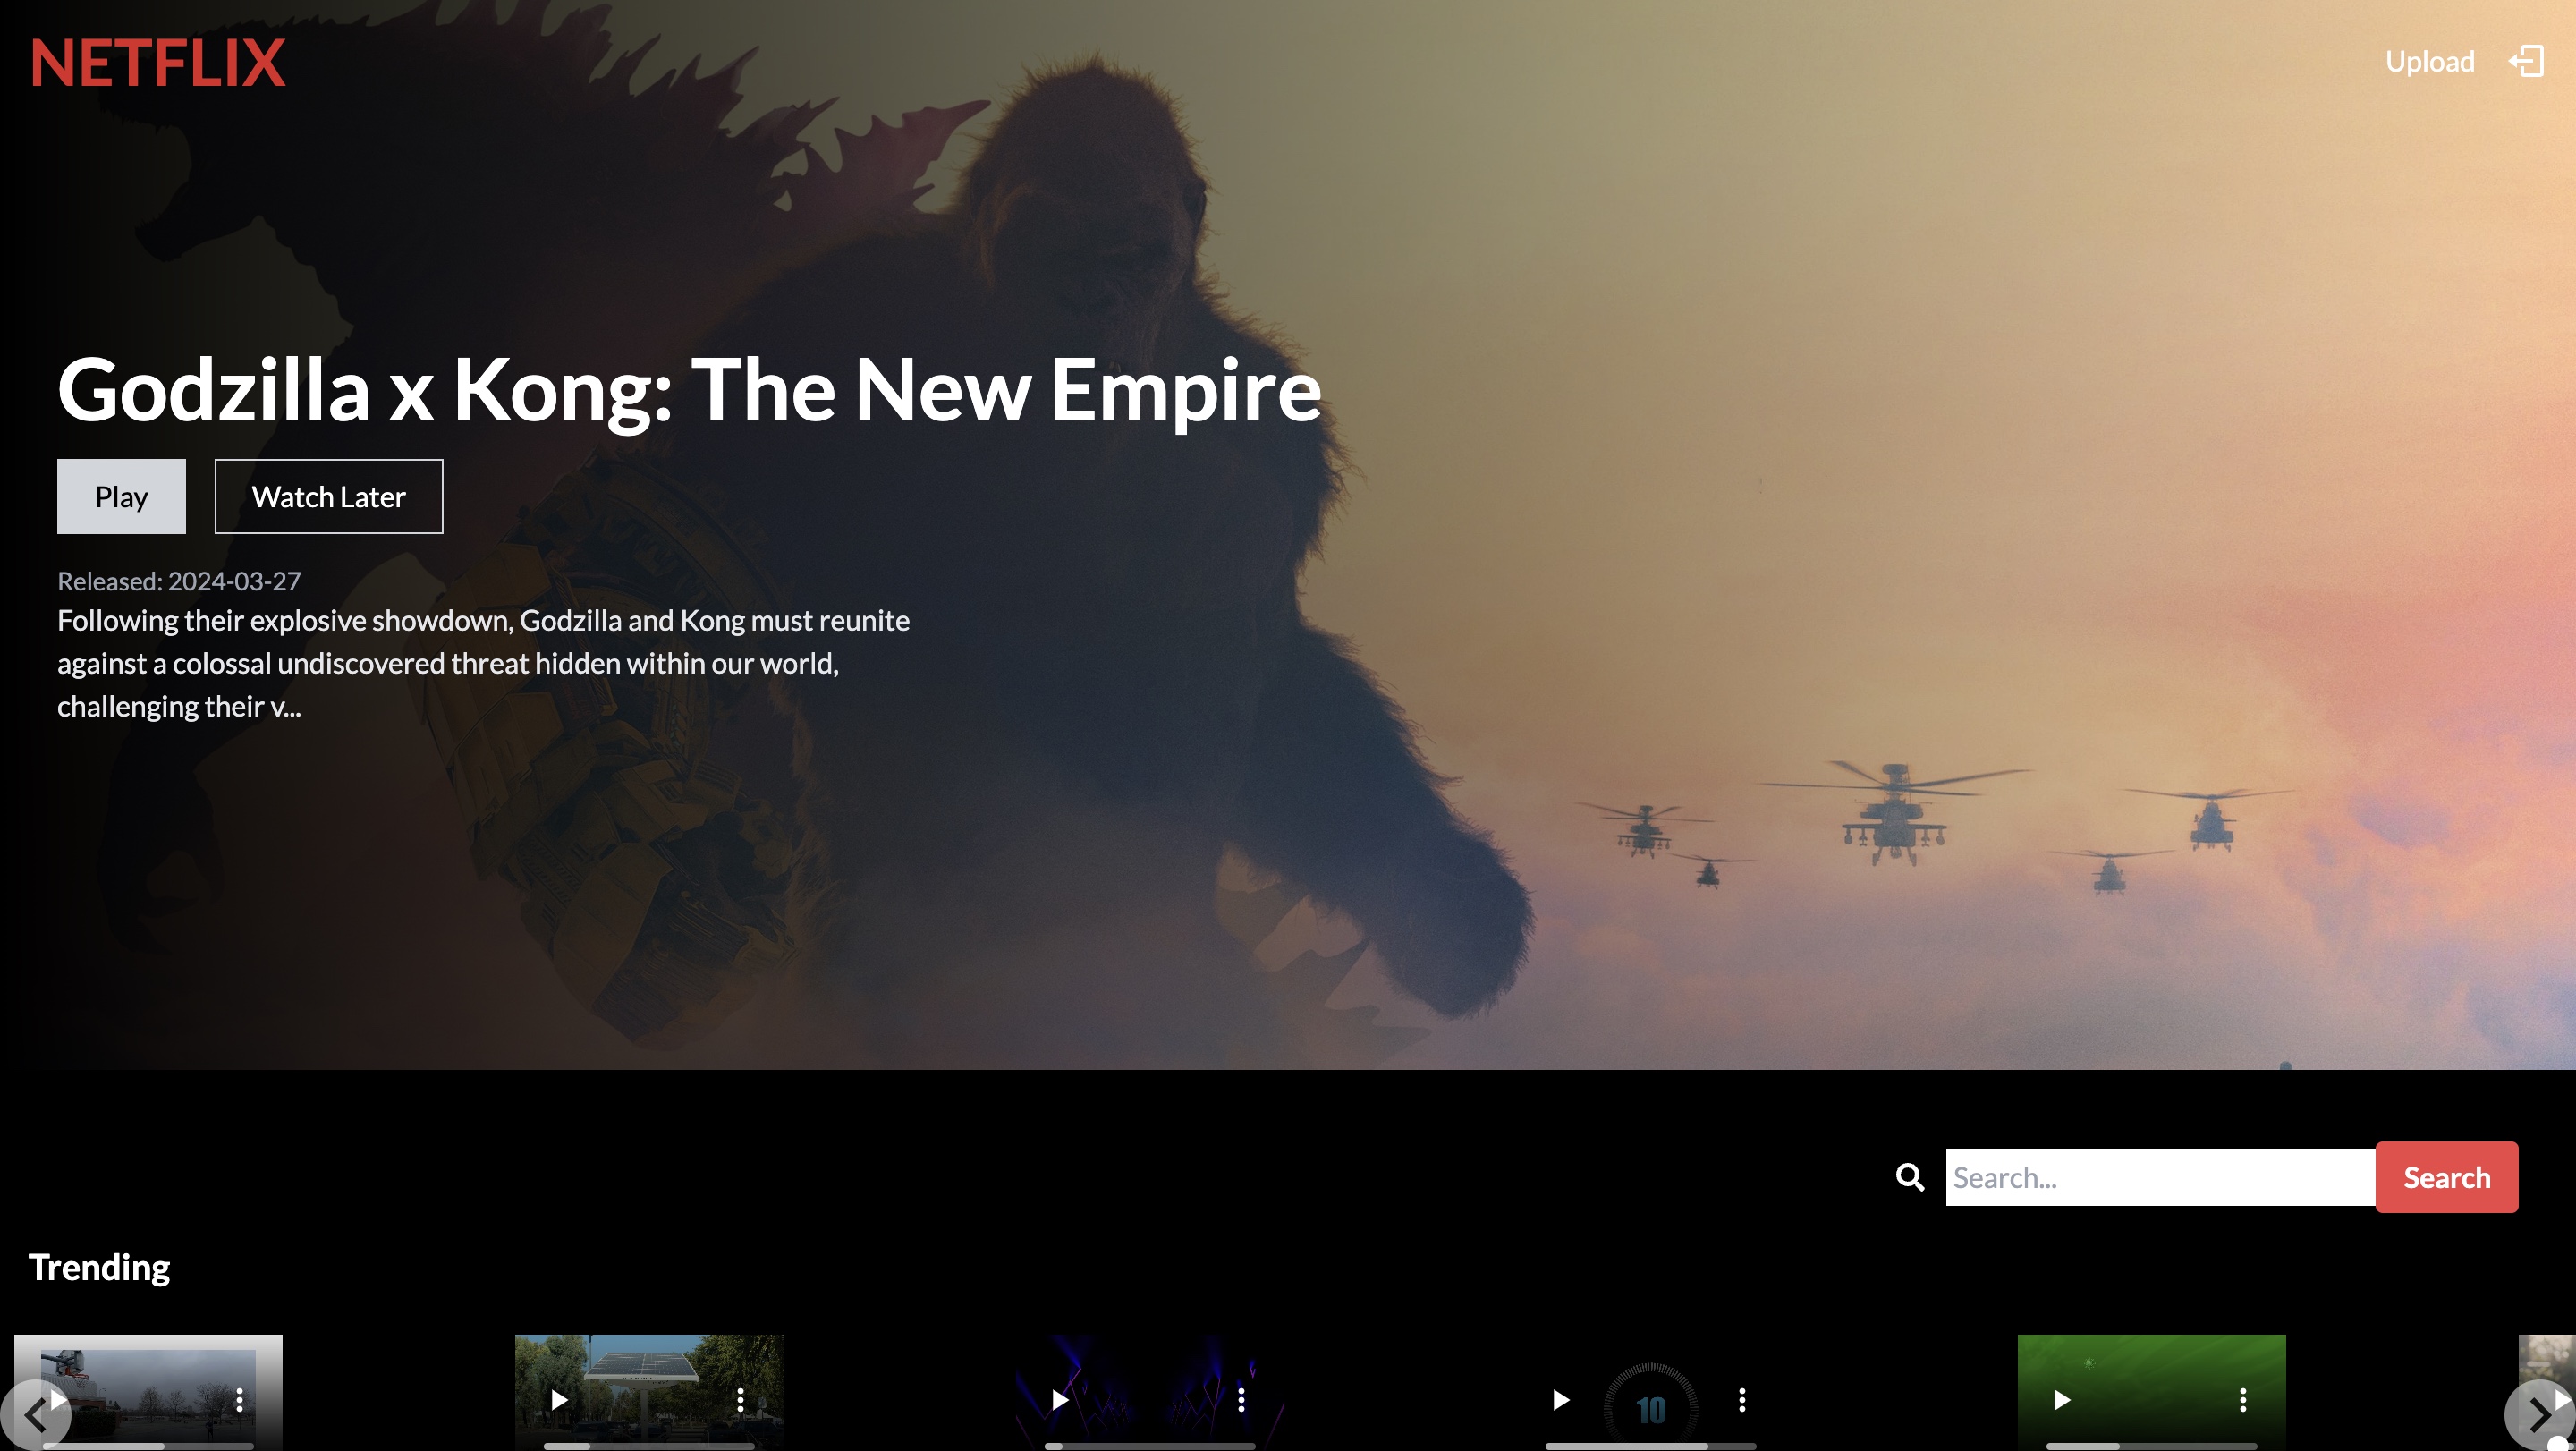 NETFLIX
Upload
Godzilla x Kong: The New Empire
Play
Watch Later
Released: 2024-03-27
Following their explosive showdown, Godzilla and Kong must reunite
against a colossal undiscovered threat hidden within our world,
challenging their v...
Search...
Search
Trending
10